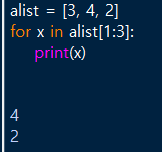 alist = [3, 4, 2]
for x in alist[1:3]:
    print(x)
4
2